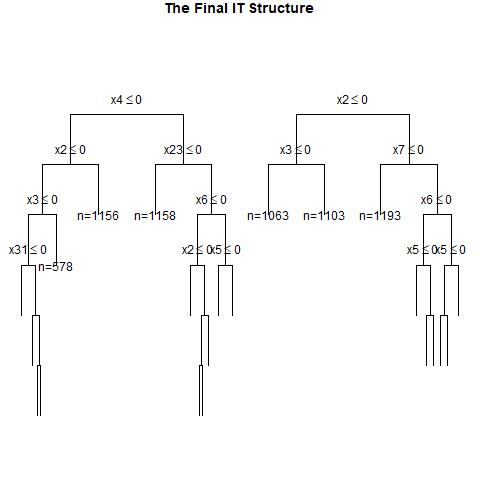 The Final IT Structure
x4 ≤ 0
x2 ≤ 0
x2 ≤ 0
x23 ≤ 0
x3 ≤ 0
x7 ≤ 0
x3 ≤ 0
n=1156
n=1158
x6 ≤ 0
n=1063
n=1103
n=1193
x6 ≤ 0
x31 ≤ 0
n=578
x2 ≤ 0
x5 ≤ 0
x5 ≤ 0
x5 ≤ 0